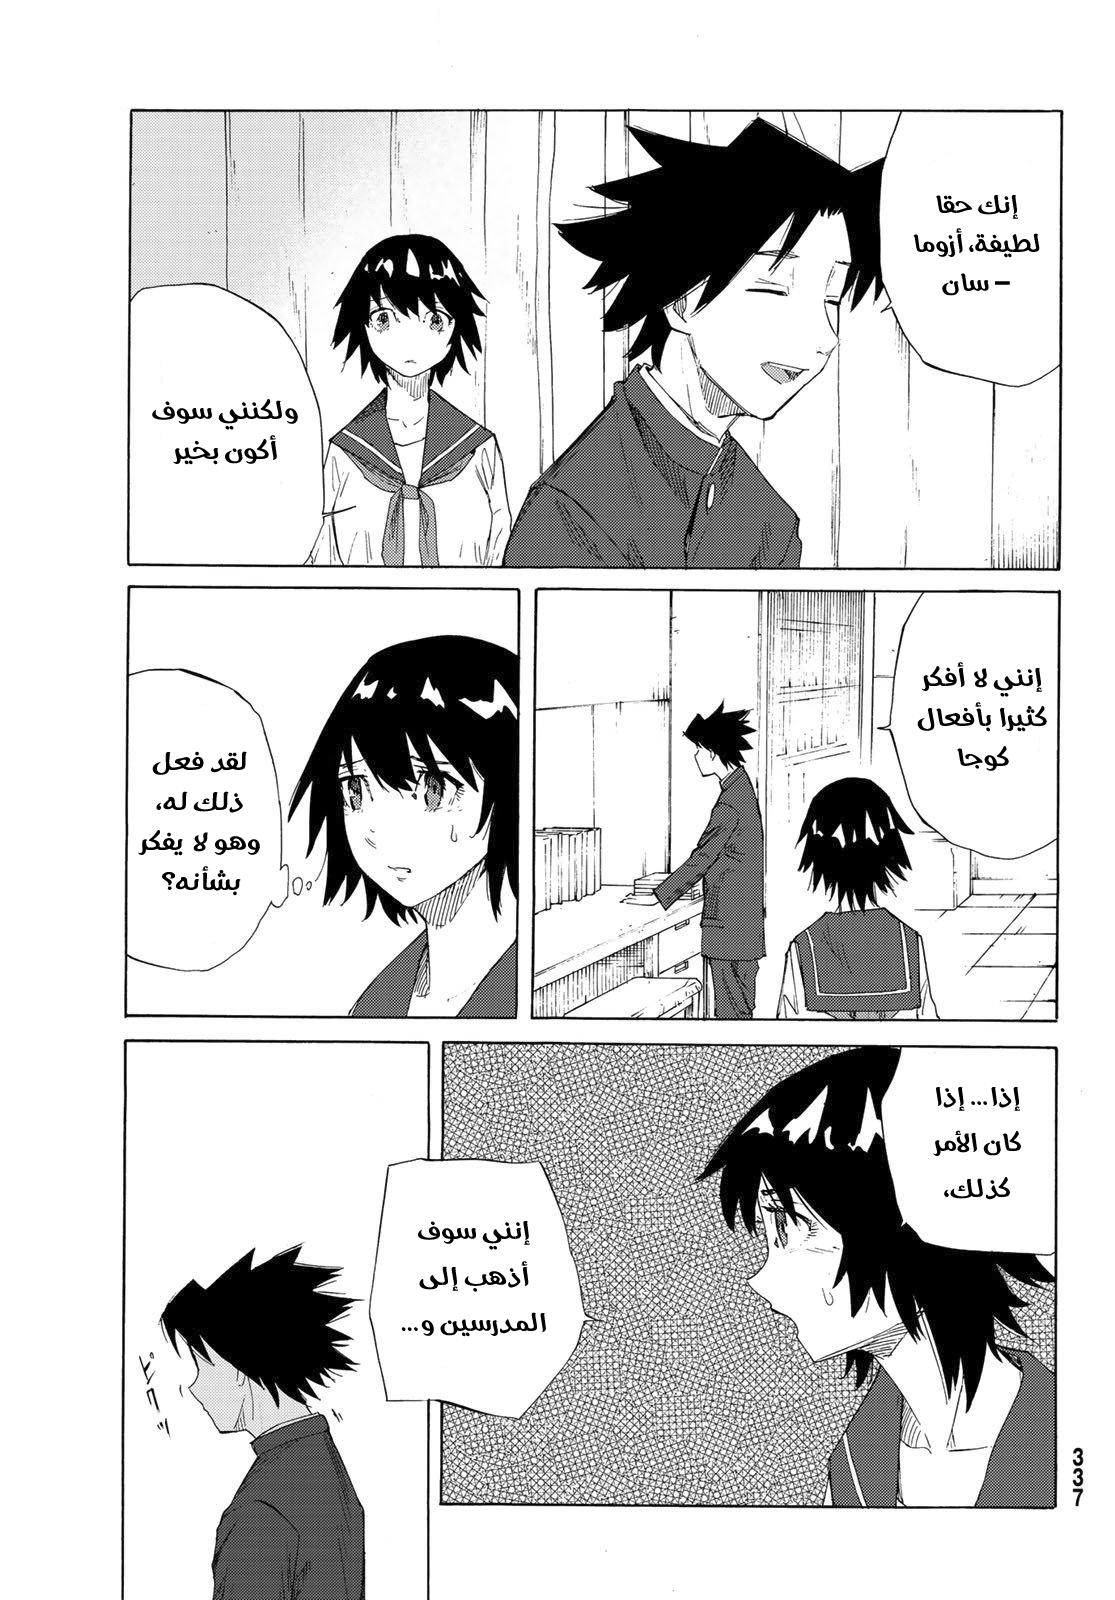 إنك حقا
لطيفة، أزوما
– سان
ولكنني سوف
أكون بخير
إنني لا أفكر
كثيرا بأفعال
كوجا
لقد فعل
ذلك له،
وهو لا يفكر
بشأنه؟
إذا... إذا
كان الأمر
كذلك،
إنني سوف
أذهب إلى
المدرسين و...
337